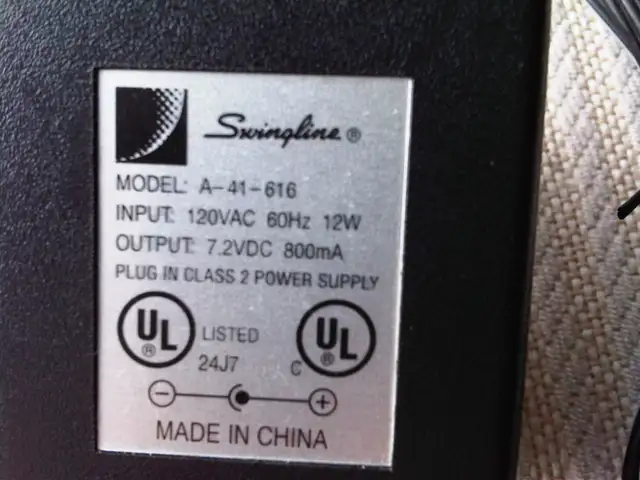 Swingline®
MODEL: A-41-616
INPUT: 120VAC 60Hz 12W
OUTPUT: 7.2VDC 800mA
PLUG IN CLASS 2 POWER SUPPLY
UL® LISTED 24J7 C UL®
MADE IN CHINA